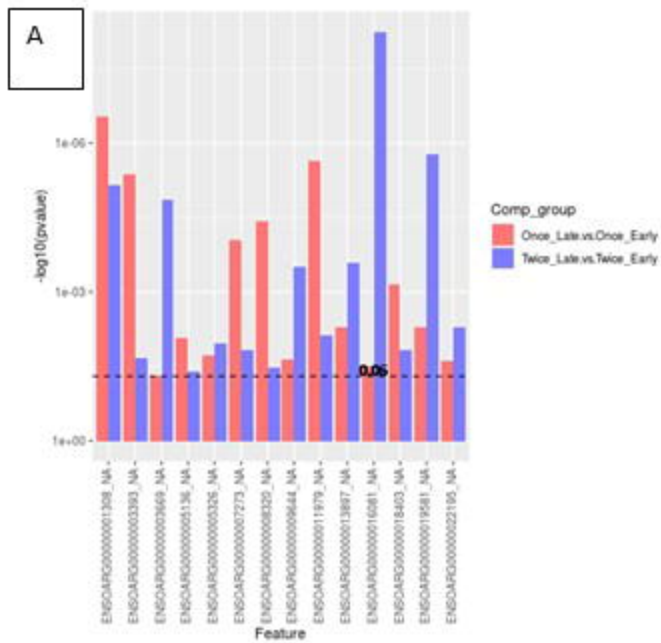 A
-log10(pvalue)
1e-06
1e-03
1e+00
0.05
Comp_group
Once_Late.vs.Once_Early
Twice_Late.vs.Twice_Early
ENSOARG00000001308_NA
ENSOARG00000003393_NA
ENSOARG00000003669_NA
ENSOARG00000005136_NA
ENSOARG00000005326_NA
ENSOARG00000007273_NA
ENSOARG00000008320_NA
ENSOARG00000009644_NA
ENSOARG00000011979_NA
ENSOARG00000013897_NA
ENSOARG00000016081_NA
ENSOARG00000018403_NA
ENSOARG00000019581_NA
ENSOARG00000022195_NA
Feature